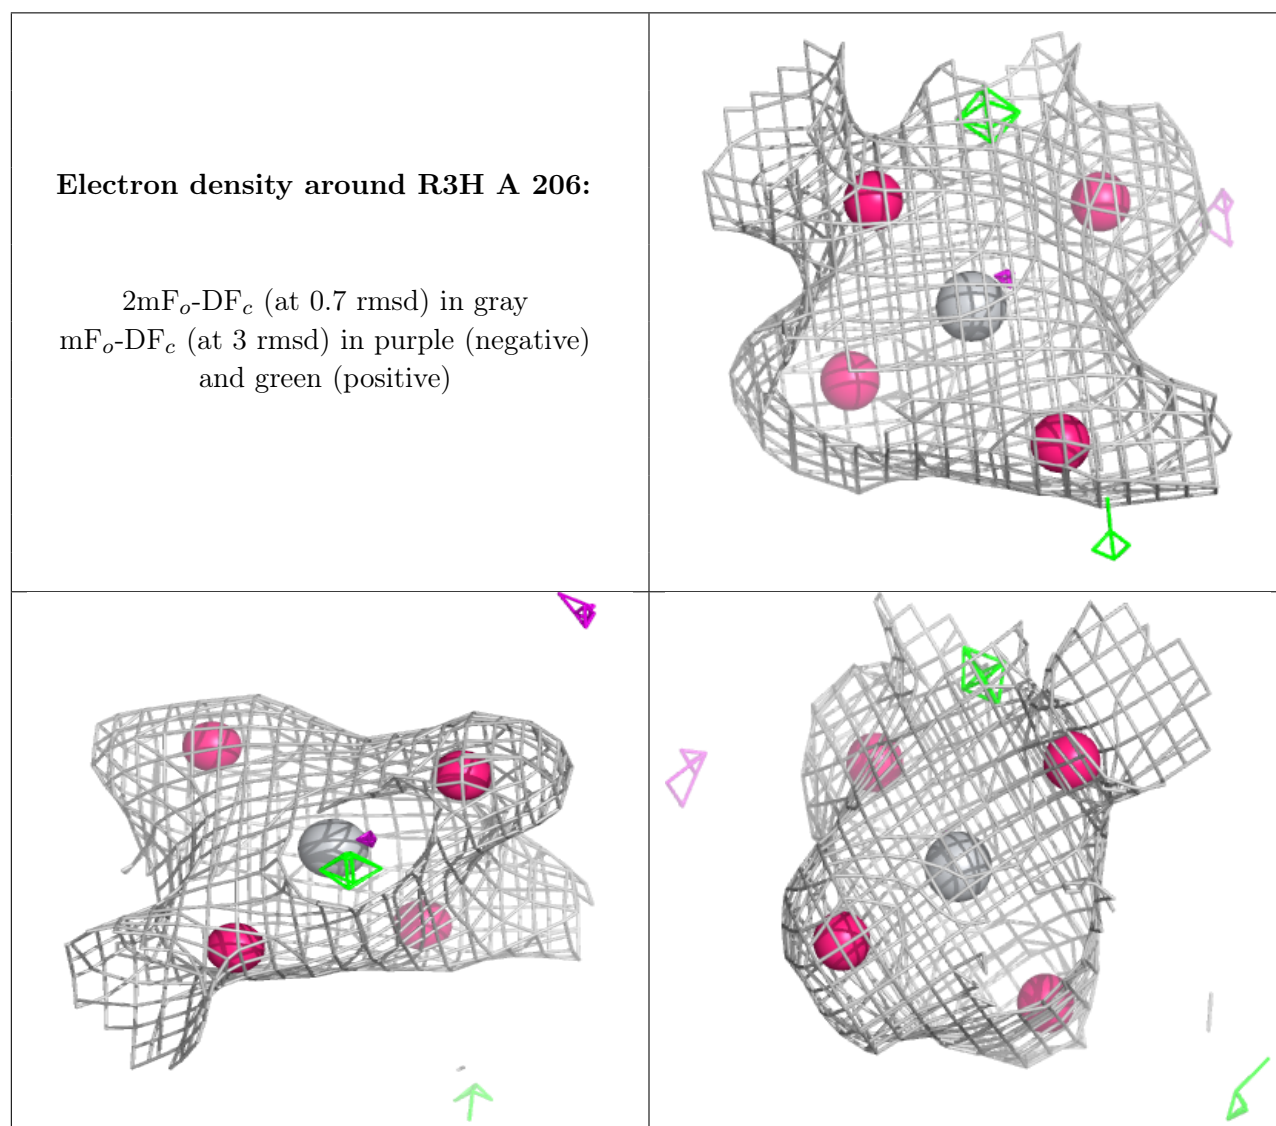 Electron density around R3H A 206:
2mFo-DFc (at 0.7 rmsd) in gray
mFo-DFc (at 3 rmsd) in purple (negative)
and green (positive)